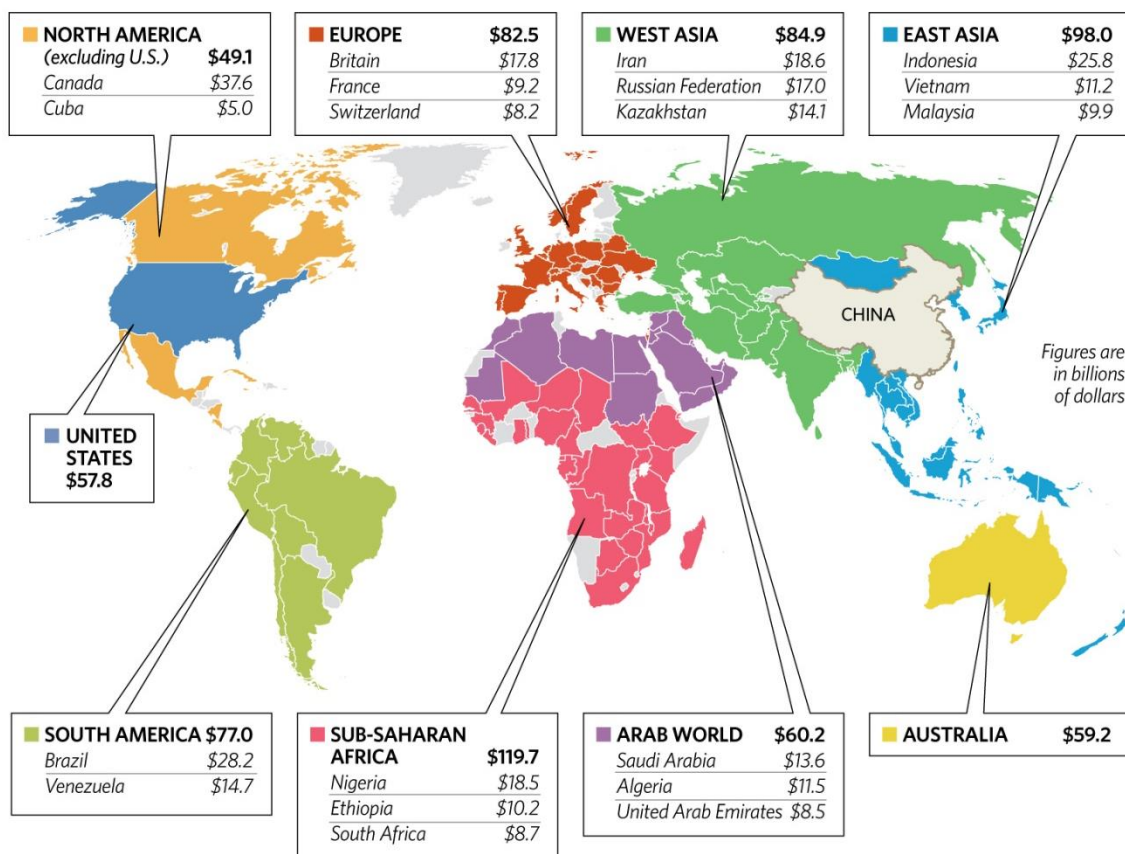 NORTH AMERICA
(excluding U.S.) $49.1
Canada $37.6
Cuba $5.0
EUROPE $82.5
Britain $17.8
France $9.2
Switzerland $8.2
WEST ASIA $84.9
Iran $18.6
Russian Federation $17.0
Kazakhstan $14.1
EAST ASIA $98.0
Indonesia $25.8
Vietnam $11.2
Malaysia $9.9
CHINA
Figures are
in billions
of dollars
UNITED
STATES
$57.8
SOUTH AMERICA $77.0
Brazil $28.2
Venezuela $14.7
SUB-SAHARAN
AFRICA $119.7
Nigeria $18.5
Ethiopia $10.2
South Africa $8.7
ARAB WORLD $60.2
Saudi Arabia $13.6
Algeria $11.5
United Arab Emirates $8.5
AUSTRALIA $59.2